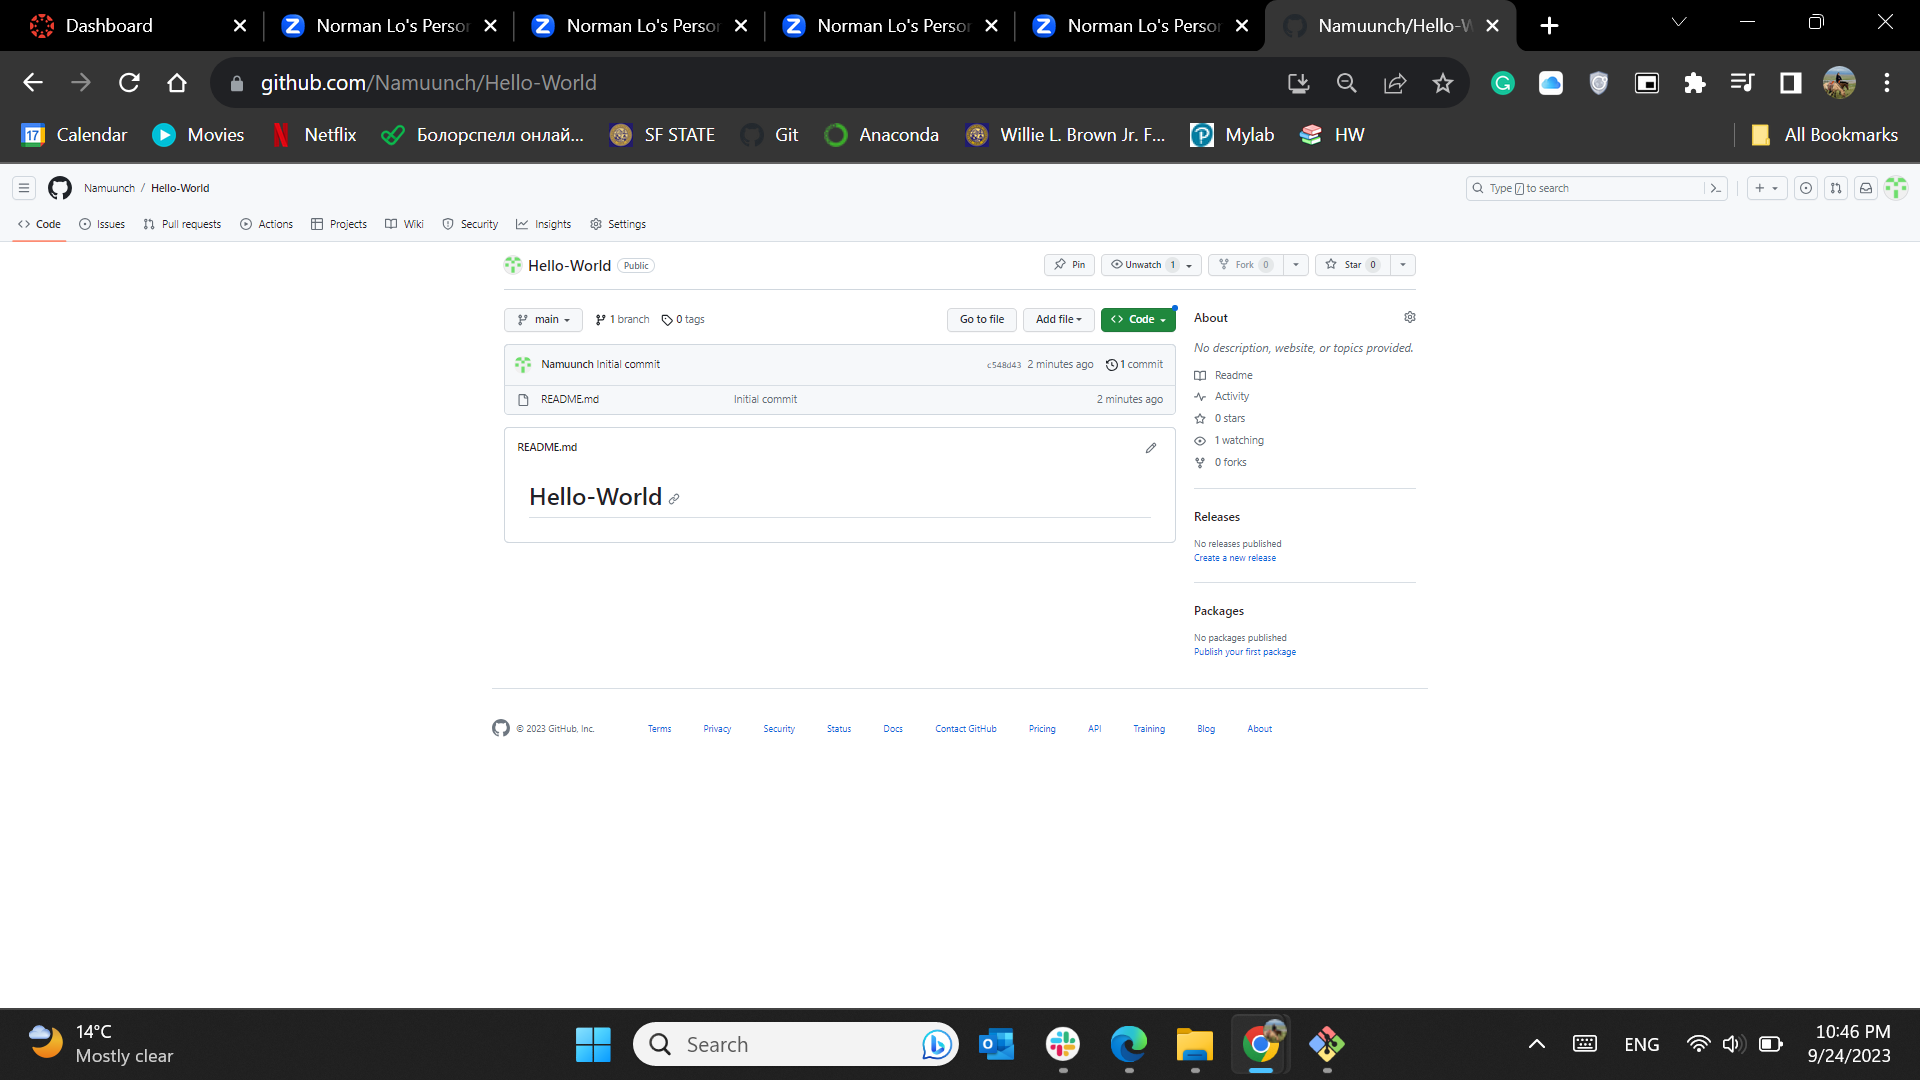 Dashboard
Norman Lo's Person
Norman Lo's Person
Norman Lo's Person
Norman Lo's Person
Namuunch/Hello-W
github.com/Namuunch/Hello-World
17 Calendar
Movies
Netflix
Болорспелл онлай...
SF STATE
Git
Anaconda
Willie L. Brown Jr. F...
Mylab
HW
All Bookmarks
Namuunch / Hello-World
Type / to search
Code Issues Pull requests Actions Projects Wiki Security Insights Settings
Hello-World Public
Pin Unwatch 1 Fork 0 Star 0
main 1 branch 0 tags Go to file Add file Code
Namuunch Initial commit c548d43 2 minutes ago 1 commit
README.md Initial commit 2 minutes ago
README.md
Hello-World
About
No description, website, or topics provided.
Readme
Activity
0 stars
1 watching
0 forks
Releases
No releases published
Create a new release
Packages
No packages published
Publish your first package
© 2023 GitHub, Inc. Terms Privacy Security Status Docs Contact GitHub Pricing API Training Blog About
14°C
Mostly clear
Search
ENG
10:46 PM
9/24/2023